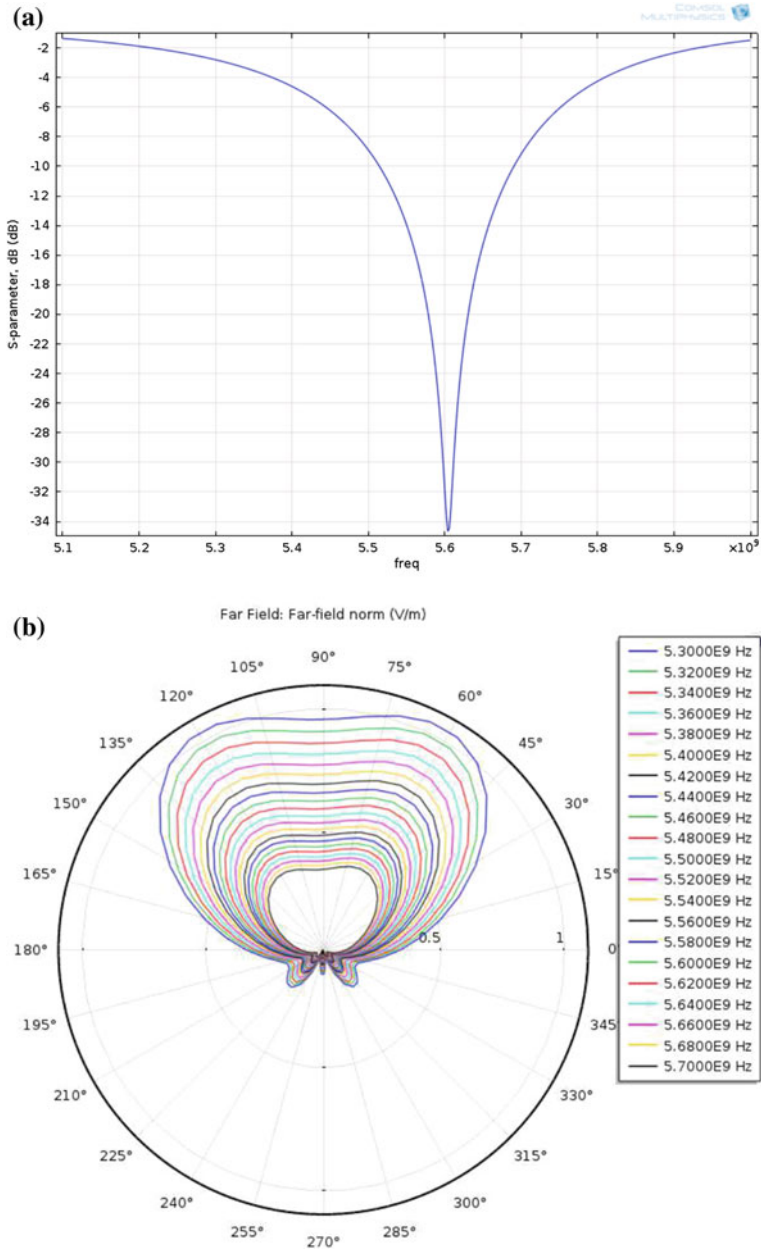 (a)
COMSOL
MULTIPHYSICS
-2
-4
-6
-8
-10
-12
-14
-16
-18
-20
-22
-24
-26
-28
-30
-32
-34
S-parameter, dB (dB)
5.1 5.2 5.3 5.4 5.5 5.6 5.7 5.8 5.9 ×10⁹
freq
(b)
Far Field: Far-field norm (V/m)
90°
105° 75°
120° 60°
135° 45°
150° 30°
165° 15°
180° 0.5 1 0°
195° 345°
210° 330°
225° 315°
240° 300°
255° 285°
270°
5.3000E9 Hz
5.3200E9 Hz
5.3400E9 Hz
5.3600E9 Hz
5.3800E9 Hz
5.4000E9 Hz
5.4200E9 Hz
5.4400E9 Hz
5.4600E9 Hz
5.4800E9 Hz
5.5000E9 Hz
5.5200E9 Hz
5.5400E9 Hz
5.5600E9 Hz
5.5800E9 Hz
5.6000E9 Hz
5.6200E9 Hz
5.6400E9 Hz
5.6600E9 Hz
5.6800E9 Hz
5.7000E9 Hz